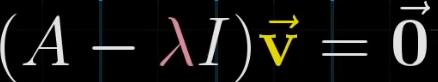 (A − λI)v⃗ = 0⃗